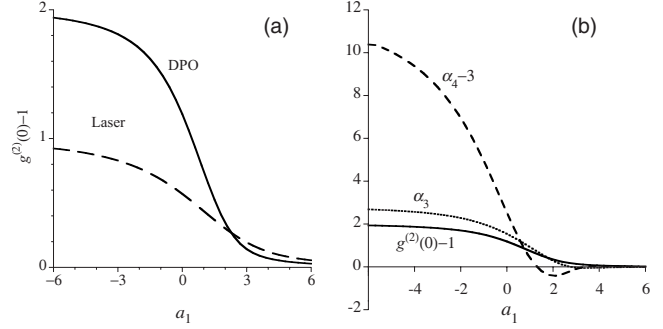 (a)
DPO
Laser
g^{(2)}(0)−1
2
1
0
−6 −3 0 3 6
a_1
(b)
12
10
8
6
4
2
0
-2
α_4−3
α_3
g^{(2)}(0)−1
-4 -2 0 2 4 6
a_1